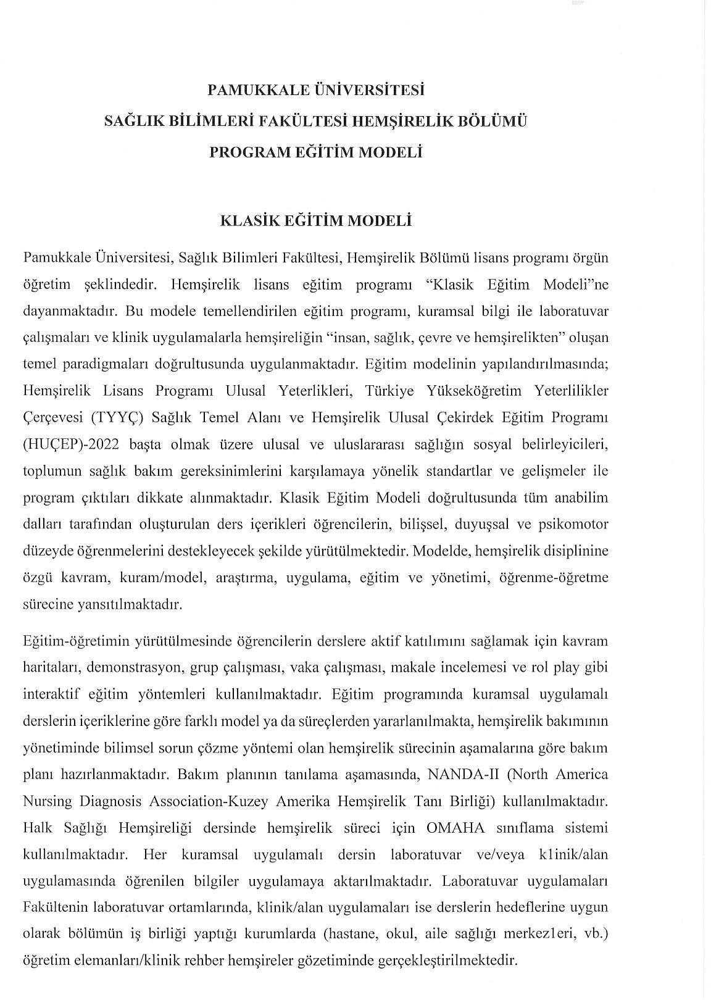 PAMUKKALE ÜNİVERSİTESİ
SAĞLIK BİLİMLERİ FAKÜLTESİ HEMŞİRELİK BÖLÜMÜ
PROGRAM EĞİTİM MODELİ
KLASİK EĞİTİM MODELİ
Pamukkale Üniversitesi, Sağlık Bilimleri Fakültesi, Hemşirelik Bölümü lisans programı örgün
öğretim şeklindedir. Hemşirelik lisans eğitim programı “Klasik Eğitim Modeli”ne
dayanmaktadır. Bu modele temellendirilen eğitim programı, kuramsal bilgi ile laboratuvar
çalışmaları ve klinik uygulamalarla hemşireliğin “insan, sağlık, çevre ve hemşirelikten” oluşan
temel paradigmaları doğrultusunda uygulanmaktadır. Eğitim modelinin yapılandırılmasında;
Hemşirelik Lisans Programı Ulusal Yeterlikleri, Türkiye Yükseköğretim Yeterlilikler
Çerçevesi (TYYÇ) Sağlık Temel Alanı ve Hemşirelik Ulusal Çekirdek Eğitim Programı
(HUÇEP)-2022 başta olmak üzere ulusal ve uluslararası sağlığın sosyal belirleyicileri,
toplumun sağlık bakım gereksinimlerini karşılamaya yönelik standartlar ve gelişmeler ile
program çıktıları dikkate alınmaktadır. Klasik Eğitim Modeli doğrultusunda tüm anabilim
dalları tarafından oluşturulan ders içerikleri öğrencilerin, bilişsel, duyuşsal ve psikomotor
düzeyde öğrenmelerini destekleyecek şekilde yürütülmektedir. Modelde, hemşirelik disiplinine
özgü kavram, kuram/model, araştırma, uygulama, eğitim ve yönetimi, öğrenme-öğretme
sürecine yansıtılmaktadır.
Eğitim-öğretimin yürütülmesinde öğrencilerin derslere aktif katılımını sağlamak için kavram
haritaları, demonstrasyon, grup çalışması, vaka çalışması, makale incelemesi ve rol play gibi
interaktif eğitim yöntemleri kullanılmaktadır. Eğitim programında kuramsal uygulamalı
derslerin içeriklerine göre farklı model ya da süreçlerden yararlanılmakta, hemşirelik bakımının
yönetiminde bilimsel sorun çözme yöntemi olan hemşirelik sürecinin aşamalarına göre bakım
planı hazırlanmaktadır. Bakım planının tanılama aşamasında, NANDA-II (North America
Nursing Diagnosis Association-Kuzey Amerika Hemşirelik Tanı Birliği) kullanılmaktadır.
Halk Sağlığı Hemşireliği dersinde hemşirelik süreci için OMAHA sınıflama sistemi
kullanılmaktadır. Her kuramsal uygulamalı dersin laboratuvar ve/veya klinik/alan
uygulamasında öğrenilen bilgiler uygulamaya aktarılmaktadır. Laboratuvar uygulamaları
Fakültenin laboratuvar ortamlarında, klinik/alan uygulamaları ise derslerin hedeflerine uygun
olarak bölümün iş birliği yaptığı kurumlarda (hastane, okul, aile sağlığı merkezleri, vb.)
öğretim elemanları/klinik rehber hemşireler gözetiminde gerçekleştirilmektedir.